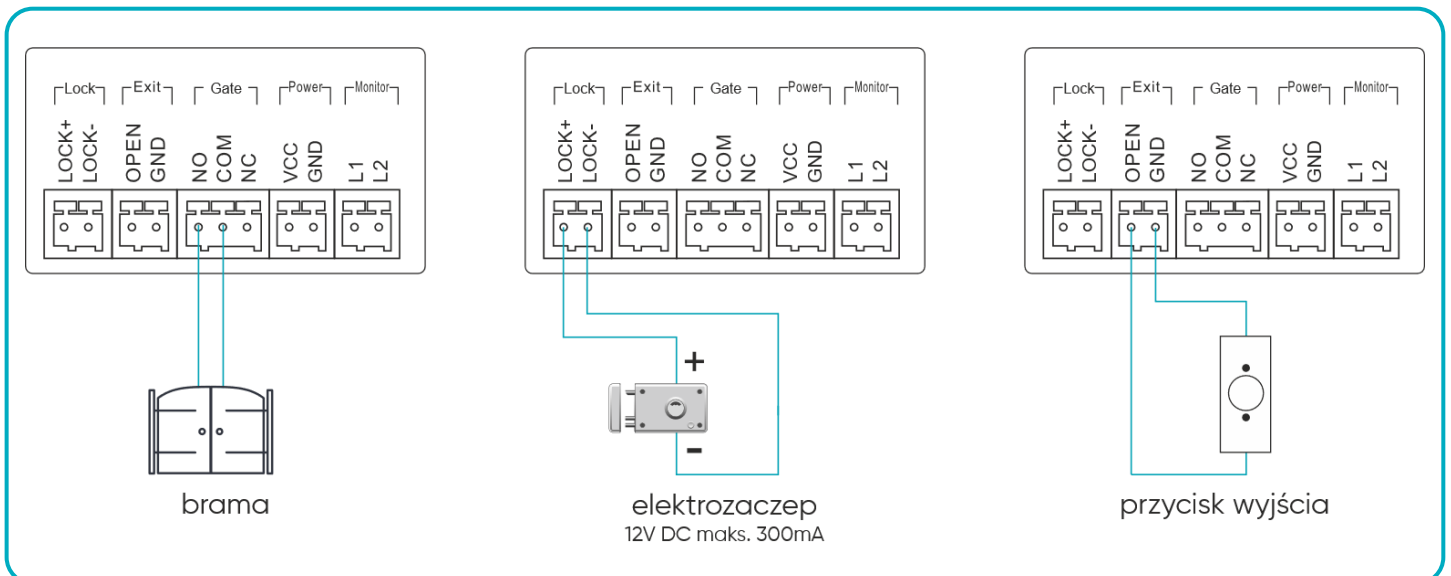 Lock Exit Gate Power Monitor
LOCK+ LOCK- OPEN GND NO COM NC VCC GND L1 L2
brama
Lock Exit Gate Power Monitor
LOCK+ LOCK- OPEN GND NO COM NC VCC GND L1 L2
+
-
elektrozaczep
12V DC maks. 300mA
Lock Exit Gate Power Monitor
LOCK+ LOCK- OPEN GND NO COM NC VCC GND L1 L2
przycisk wyjścia